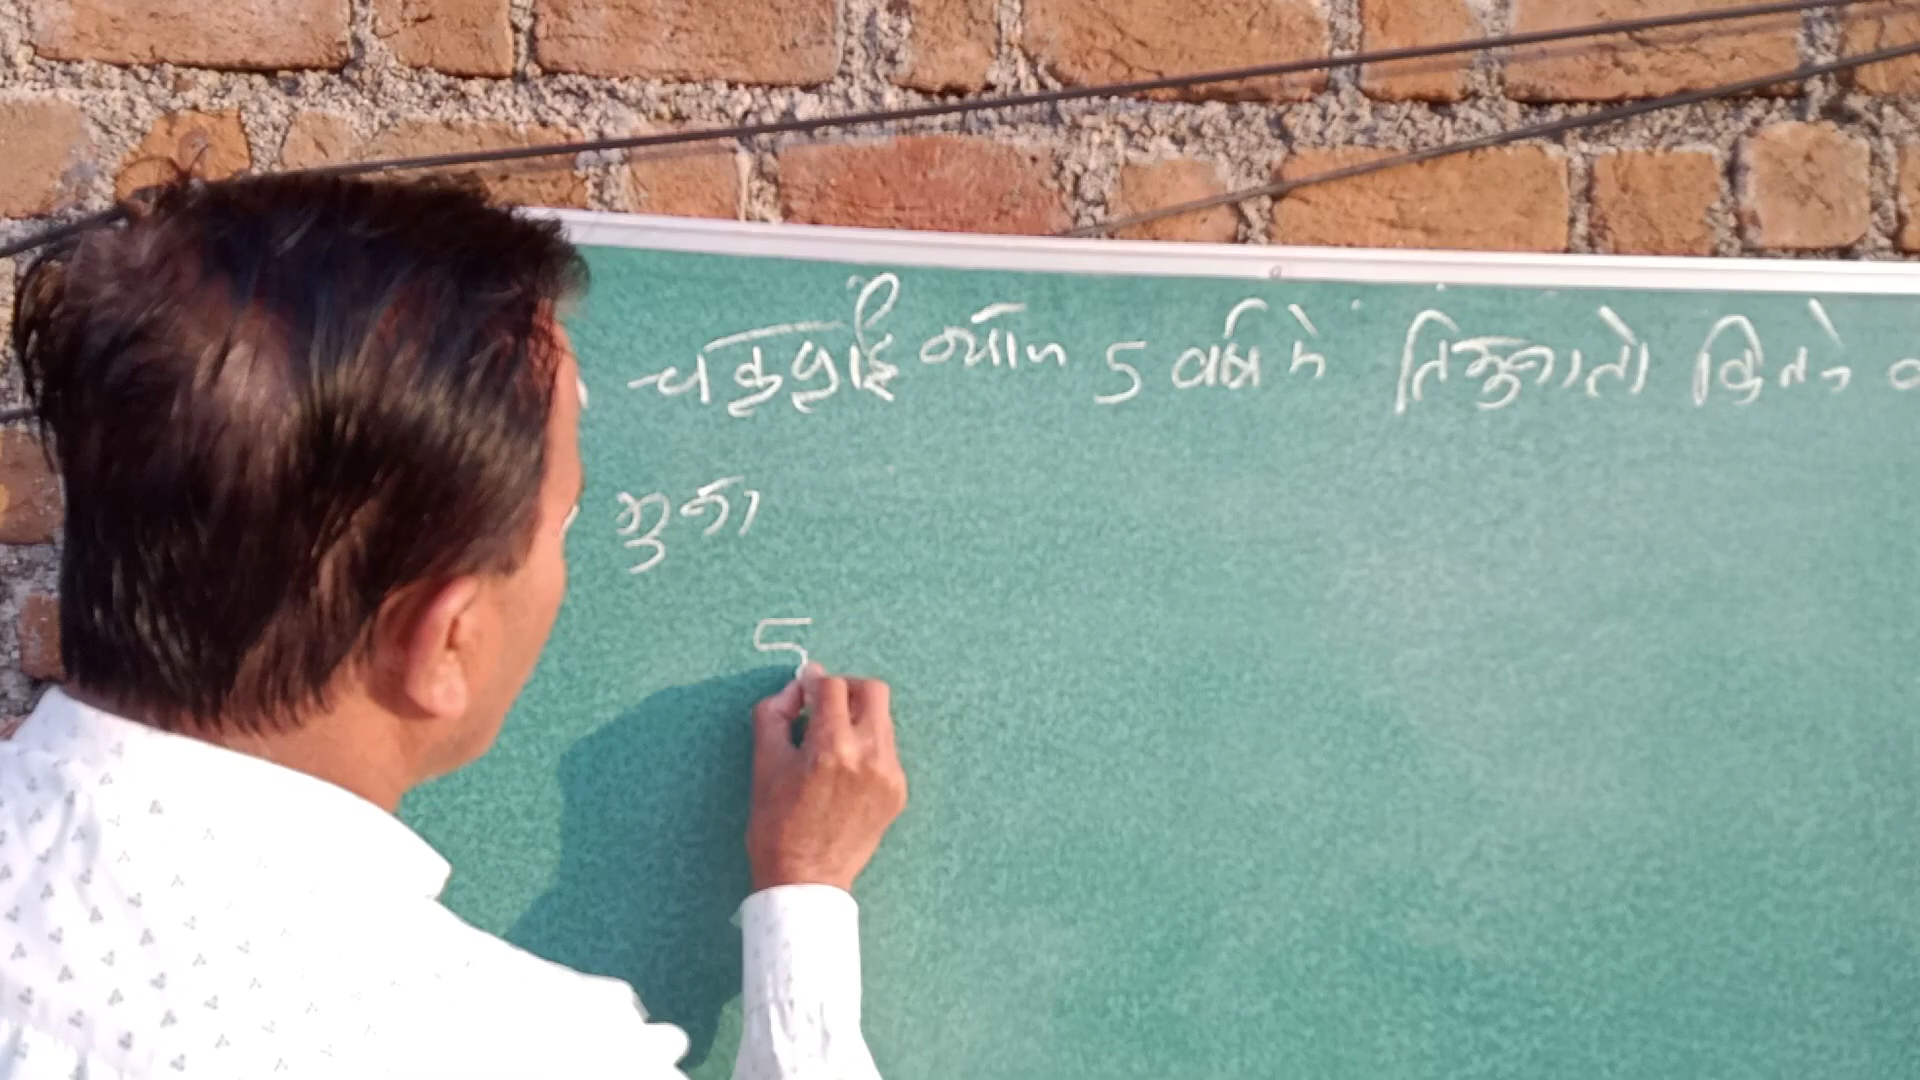 चक्रवृद्धि ब्याज 5 वर्ष मे तिगुना तो कितने
गुना
5